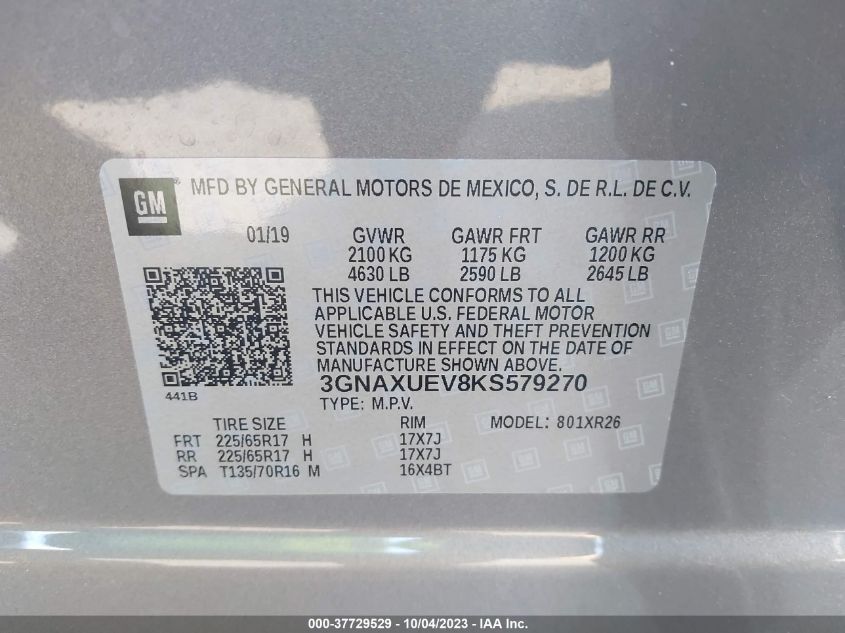 GM ® MFD BY GENERAL MOTORS DE MEXICO, S. DE R.L. DE C.V.
01/19 GVWR GAWR FRT GAWR RR
2100 KG 1175 KG 1200 KG
4630 LB 2590 LB 2645 LB
THIS VEHICLE CONFORMS TO ALL
APPLICABLE U.S. FEDERAL MOTOR
VEHICLE SAFETY AND THEFT PREVENTION
STANDARDS IN EFFECT ON THE DATE OF
MANUFACTURE SHOWN ABOVE.
441B 3GNAXUEV8KS579270
TYPE: M.P.V.
TIRE SIZE RIM MODEL: 801XR26
FRT 225/65R17 H 17X7J
RR 225/65R17 H 17X7J
SPA T135/70R16 M 16X4BT
000-37729529 - 10/04/2023 - IAA Inc.